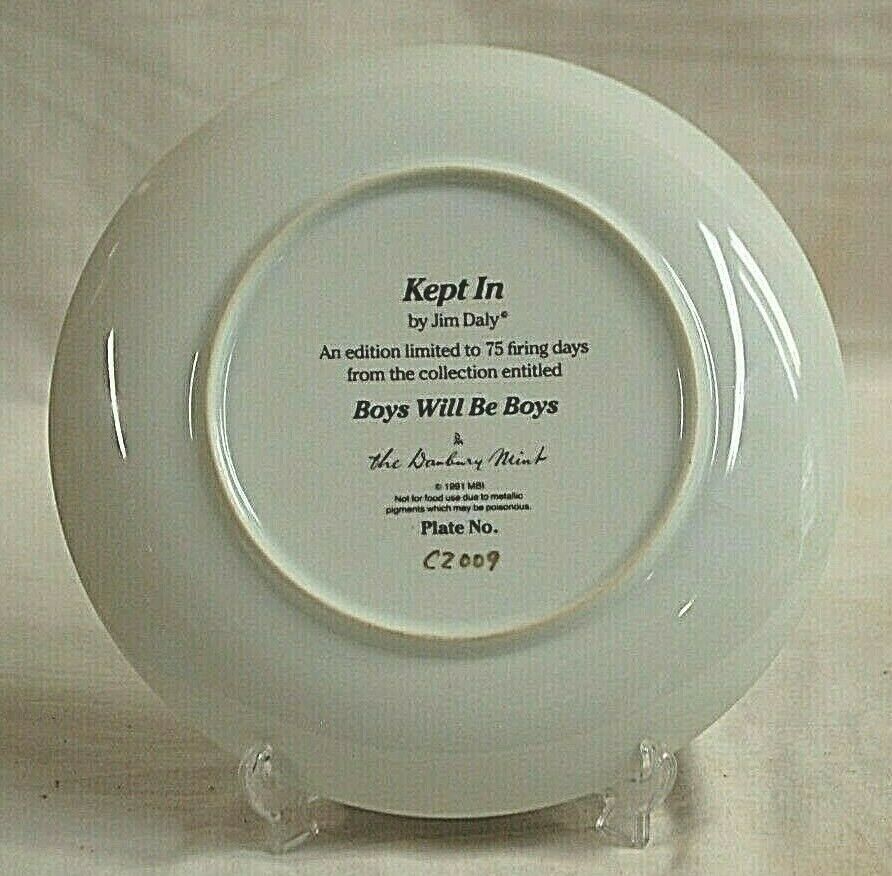 Kept In
by Jim Daly©
An edition limited to 75 firing days
from the collection entitled
Boys Will Be Boys
The Danbury Mint
© 1991 MBI
Not for food use due to metallic
pigments which may be poisonous.
Plate No.
C2009